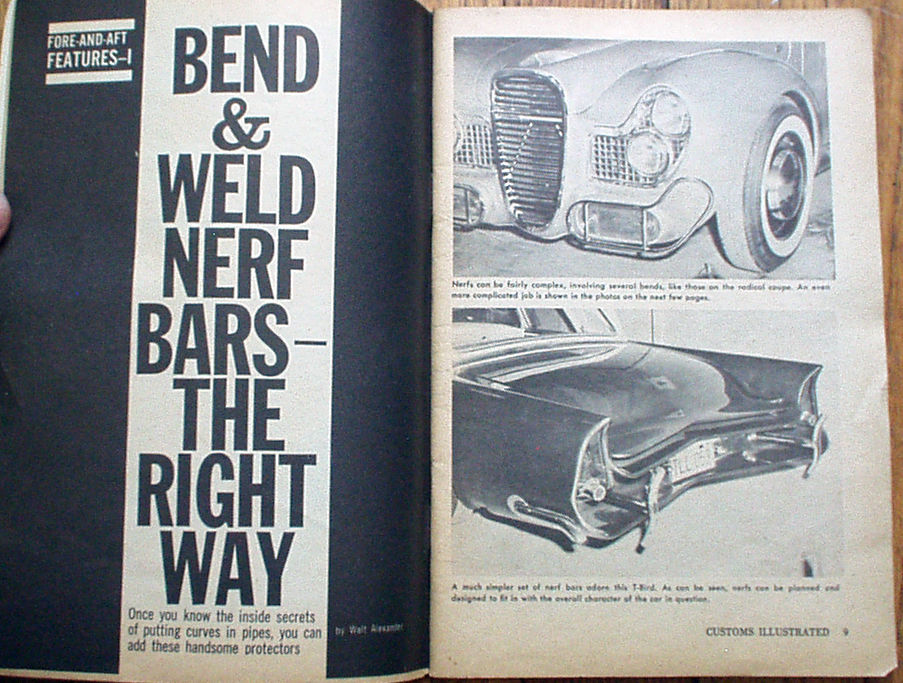 FORE-AND-AFT
FEATURES–I
BEND
&
WELD
NERF
BARS–
THE
RIGHT
WAY
Once you know the inside secrets
of putting curves in pipes, you can
add these handsome protectors
by Walt Alexander
Nerfs can be fairly complex, involving several bends, like those on the radical coupe. An even
more complicated job is shown in the photos on the next few pages.
A much simpler set of nerf bars adorn this T-Bird. As can be seen, nerfs can be planned and
designed to fit in with the overall character of the car in question.
CUSTOMS ILLUSTRATED 9